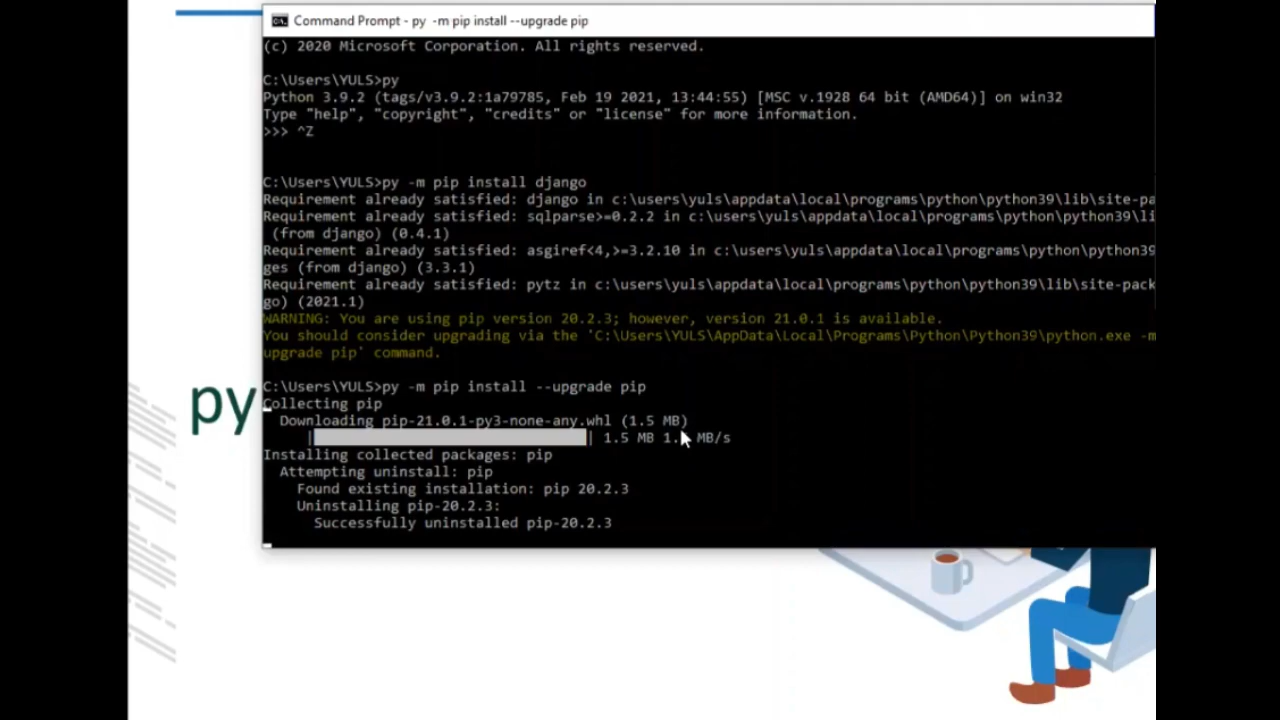 Command Prompt - py -m pip install --upgrade pip
(c) 2020 Microsoft Corporation. All rights reserved.
C:\Users\YULS>py
Python 3.9.2 (tags/v3.9.2:1a79785, Feb 19 2021, 13:44:55) [MSC v.1928 64 bit (AMD64)] on win32
Type "help", "copyright", "credits" or "license" for more information.
>>> ^Z
C:\Users\YULS>py -m pip install django
Requirement already satisfied: django in c:\users\yuls\appdata\local\programs\python\python39\lib\site-pa
Requirement already satisfied: sqlparse>=0.2.2 in c:\users\yuls\appdata\local\programs\python\python39\li
(from django) (0.4.1)
Requirement already satisfied: asgiref<4,>=3.2.10 in c:\users\yuls\appdata\local\programs\python\python39
ges (from django) (3.3.1)
Requirement already satisfied: pytz in c:\users\yuls\appdata\local\programs\python\python39\lib\site-pack
go) (2021.1)
WARNING: You are using pip version 20.2.3; however, version 21.0.1 is available.
You should consider upgrading via the 'C:\Users\YULS\AppData\Local\Programs\Python\Python39\python.exe -m
upgrade pip' command.
C:\Users\YULS>py -m pip install --upgrade pip
Collecting pip
Downloading pip-21.0.1-py3-none-any.whl (1.5 MB)
| | 1.5 MB 1. MB/s
Installing collected packages: pip
Attempting uninstall: pip
Found existing installation: pip 20.2.3
Uninstalling pip-20.2.3:
Successfully uninstalled pip-20.2.3
py